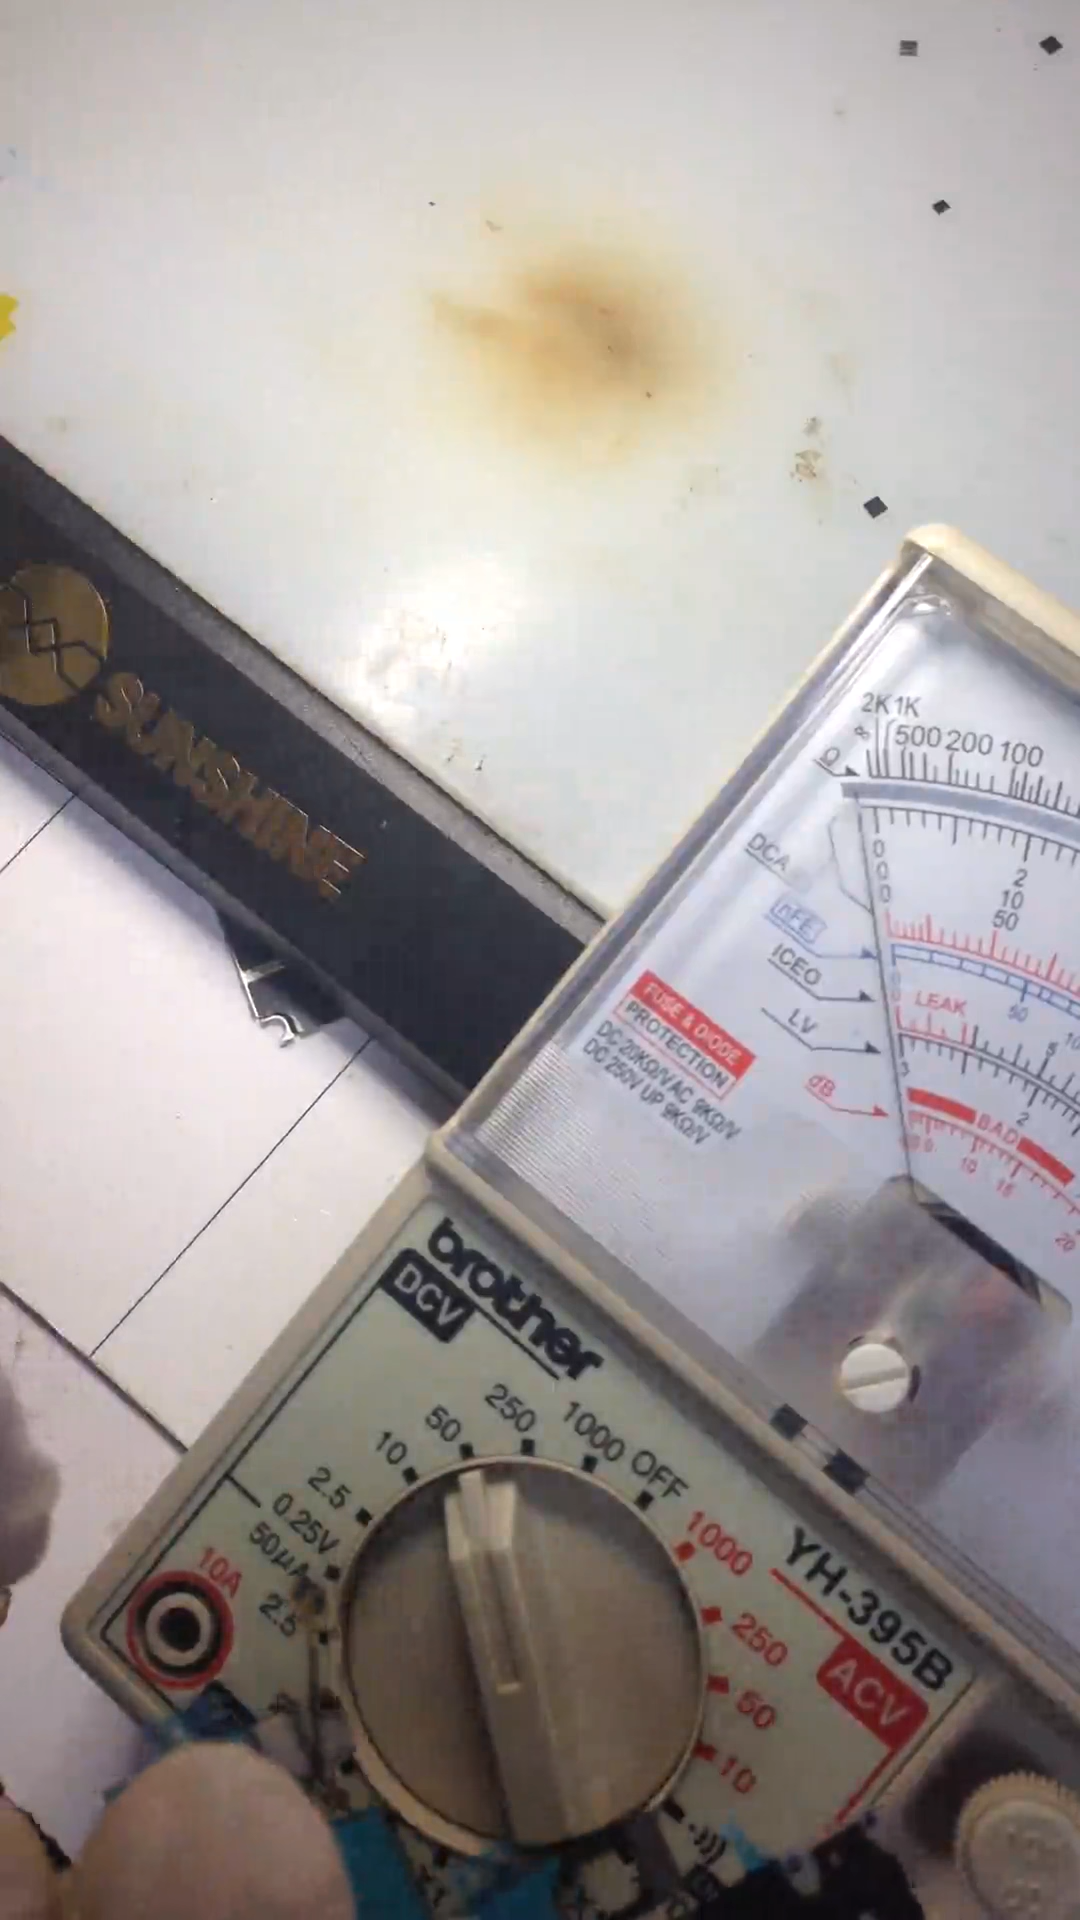 SUNSHINE
2K 1K
∞ 500 200 100
Ω
DCA
0
0
0
2
10
50
hFE
ICEO
LV
LEAK
50
5
2
dB
BAD
10
15
20
FUSE & DIODE
PROTECTION
DC 20KΩ/V AC 9KΩ/V
DC 250V UP 9KΩ/V
brother
DCV
250
1000
OFF
50
10
2.5
0.25V
50μA
2.5
10A
1000
250
50
10
YH-395B
ACV